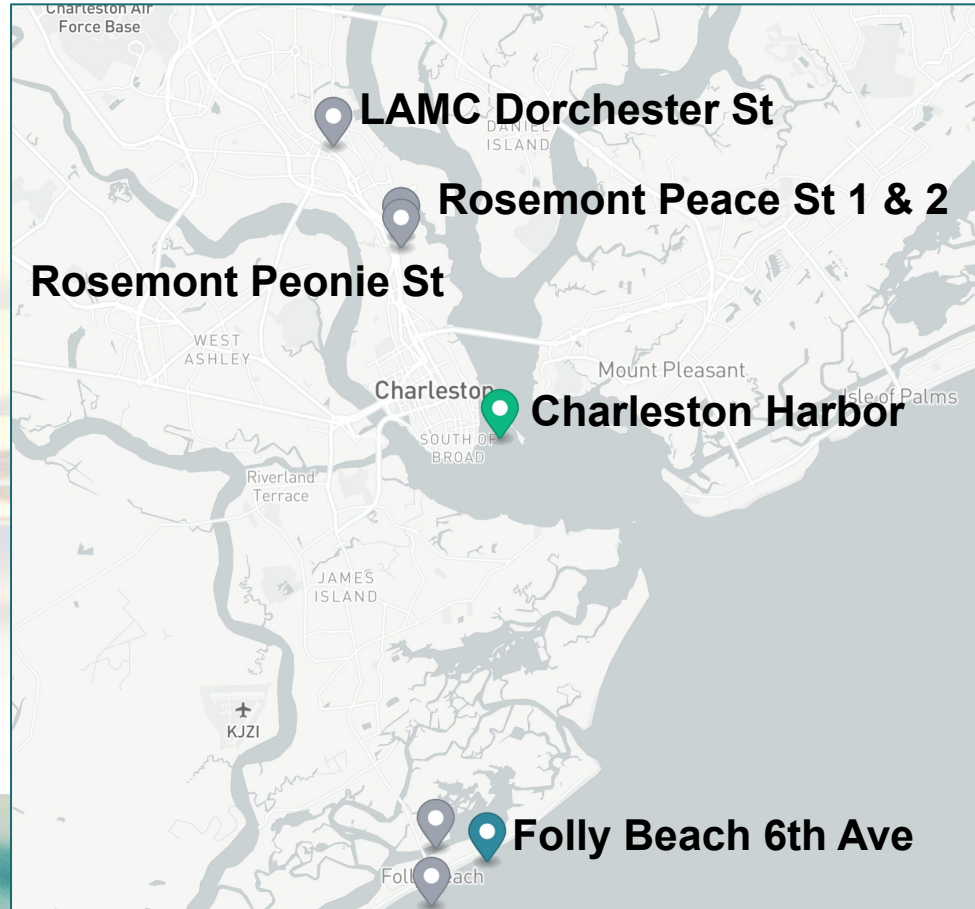 Charleston Air
Force Base
LAMC Dorchester St
DANIEL
ISLAND
Rosemont Peace St 1 & 2
Rosemont Peonie St
WEST
ASHLEY
Mount Pleasant
Charleston
Isle of Palms
Charleston Harbor
SOUTH OF
BROAD
Riverland
Terrace
JAMES
ISLAND
KJZI
Folly Beach 6th Ave
Folly Beach